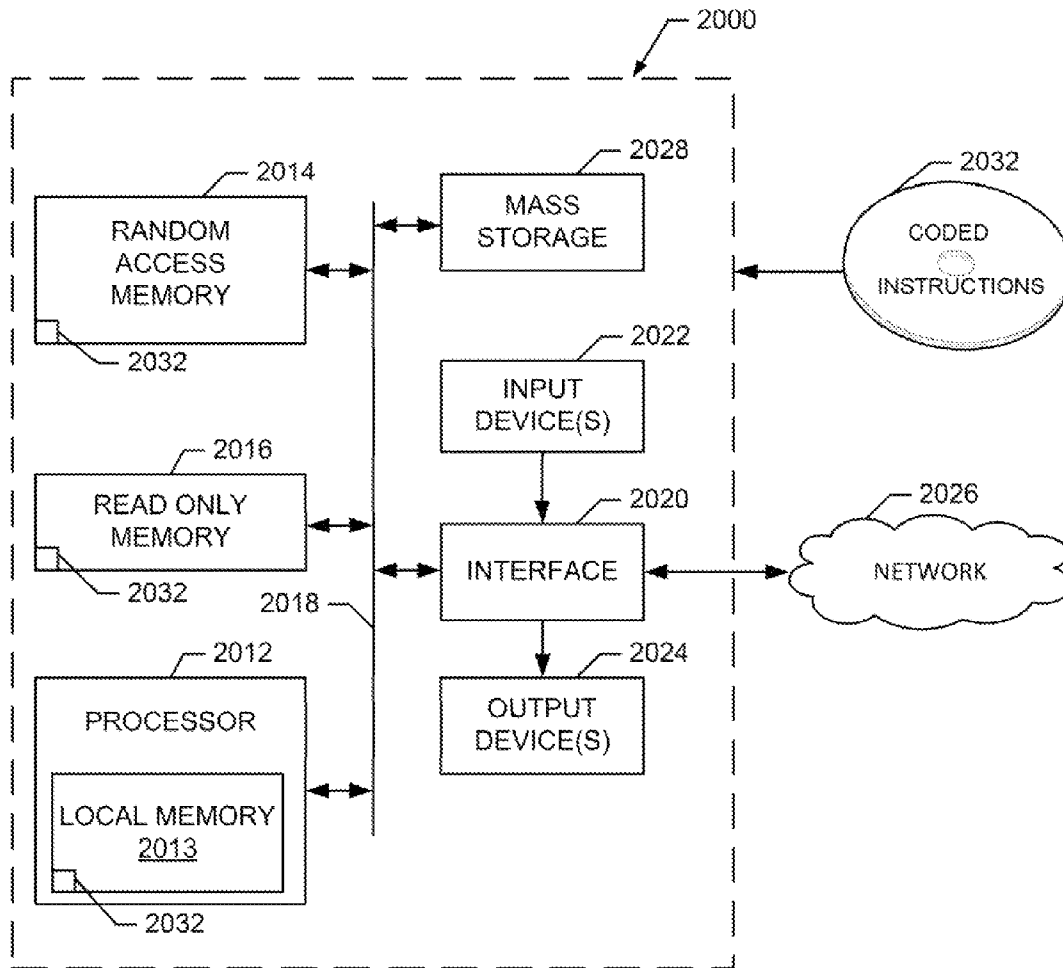 2000
2014
RANDOM
ACCESS
MEMORY
2032
2028
MASS
STORAGE
2032
CODED
INSTRUCTIONS
2022
INPUT
DEVICE(S)
2016
READ ONLY
MEMORY
2032
2020
INTERFACE
2026
NETWORK
2018
2012
PROCESSOR
LOCAL MEMORY
2013
2032
2024
OUTPUT
DEVICE(S)